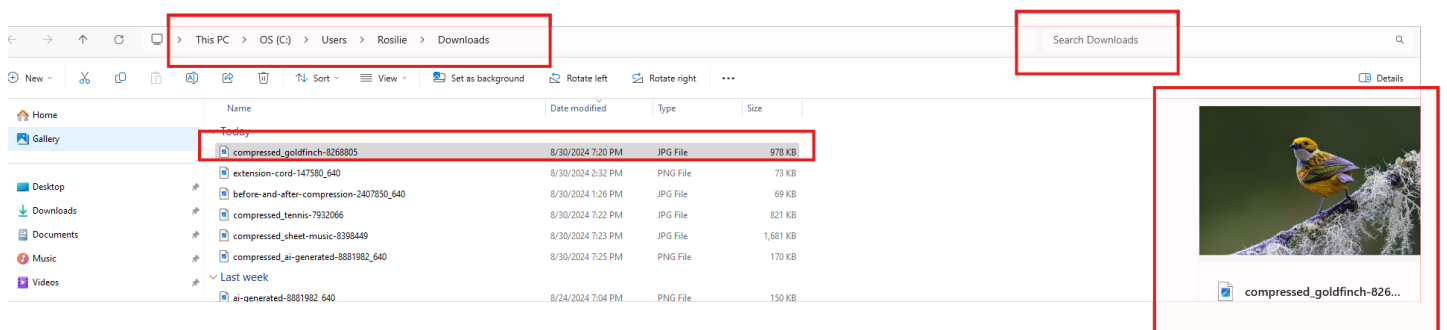 This PC > OS (C:) > Users > Rosilie > Downloads
Search Downloads
New
Sort
View
Set as background
Rotate left
Rotate right
...
Details
Home
Gallery
Desktop
Downloads
Documents
Music
Videos
Name Date modified Type Size
Today
compressed_goldfinch-8268805 8/30/2024 7:20 PM JPG File 978 KB
extension-cord-147580_640 8/30/2024 2:32 PM PNG File 73 KB
before-and-after-compression-2407850_640 8/30/2024 1:26 PM JPG File 69 KB
compressed_tennis-7932066 8/30/2024 7:22 PM JPG File 821 KB
compressed_sheet-music-8398449 8/30/2024 7:23 PM JPG File 1,681 KB
compressed_ai-generated-8881982_640 8/30/2024 7:25 PM PNG File 170 KB
Last week
ai-generated-8881982_640 8/24/2024 7:04 PM PNG File 150 KB
compressed_goldfinch-826...